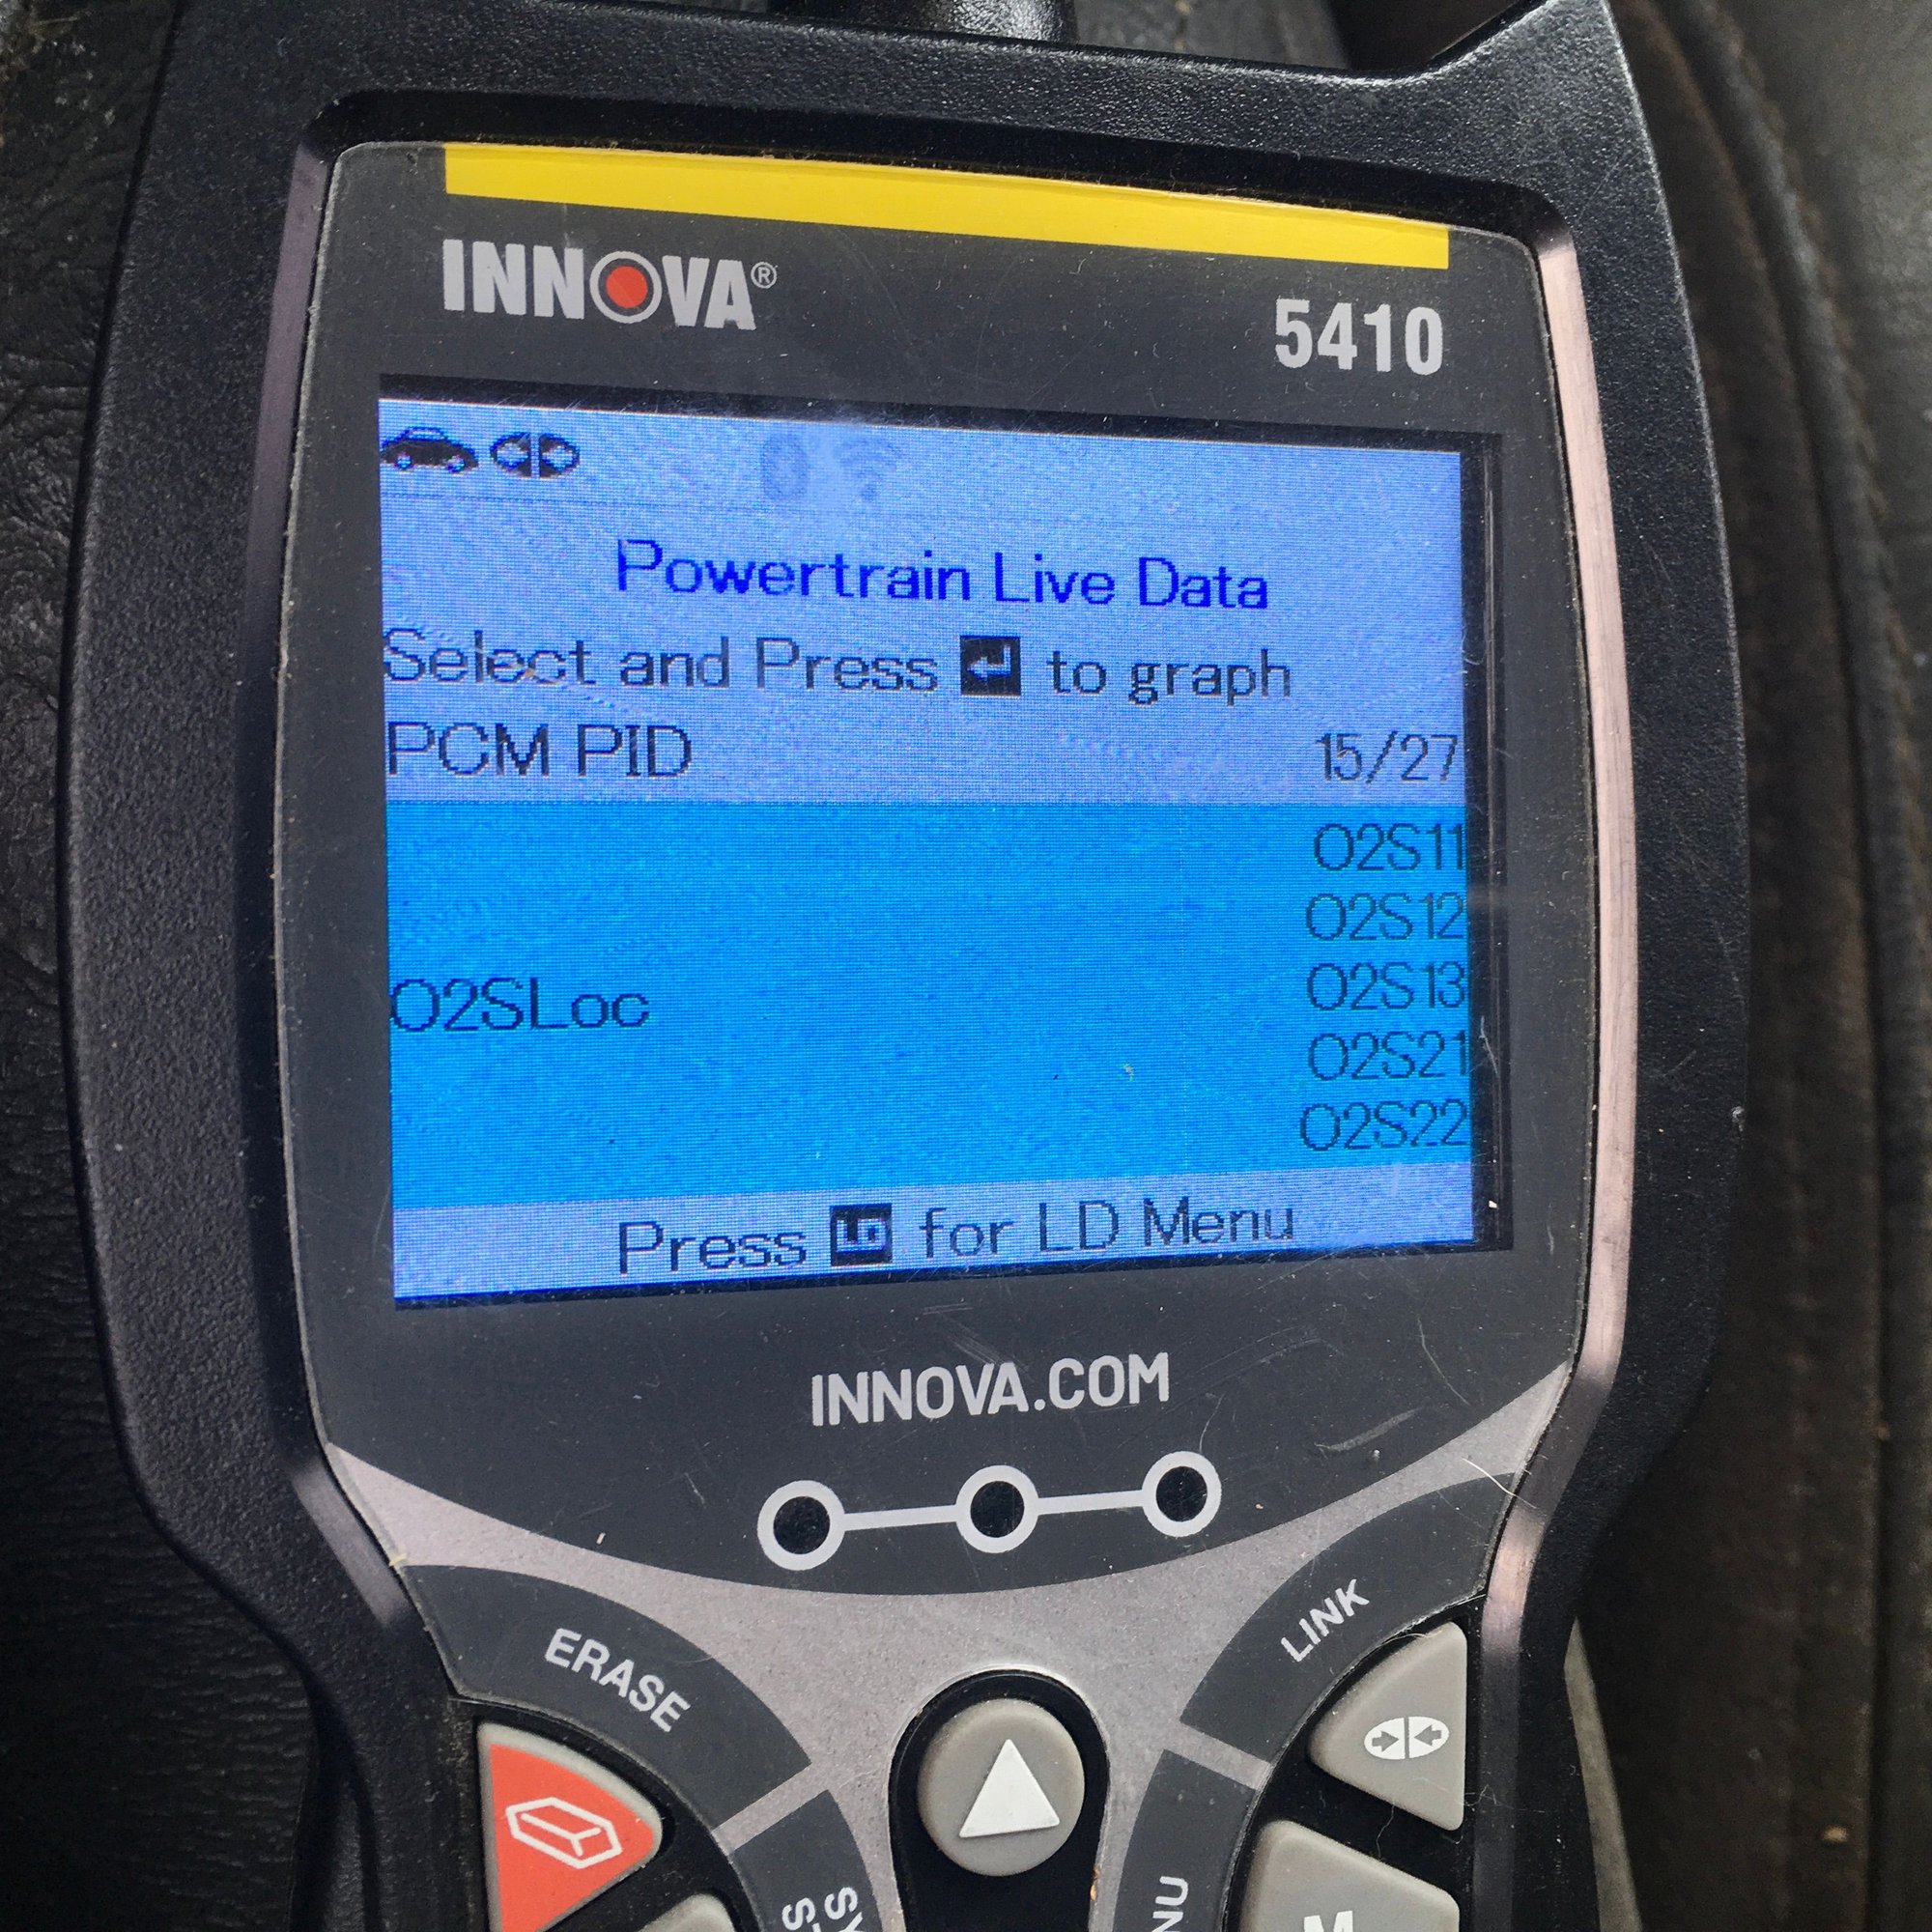 INNOVA®
5410
Powertrain Live Data
Select and Press to graph
PCM PID 15/27
O2S11
O2S12
O2SLoc O2S13
O2S21
O2S22
Press LD for LD Menu
INNOVA.COM
ERASE
LINK